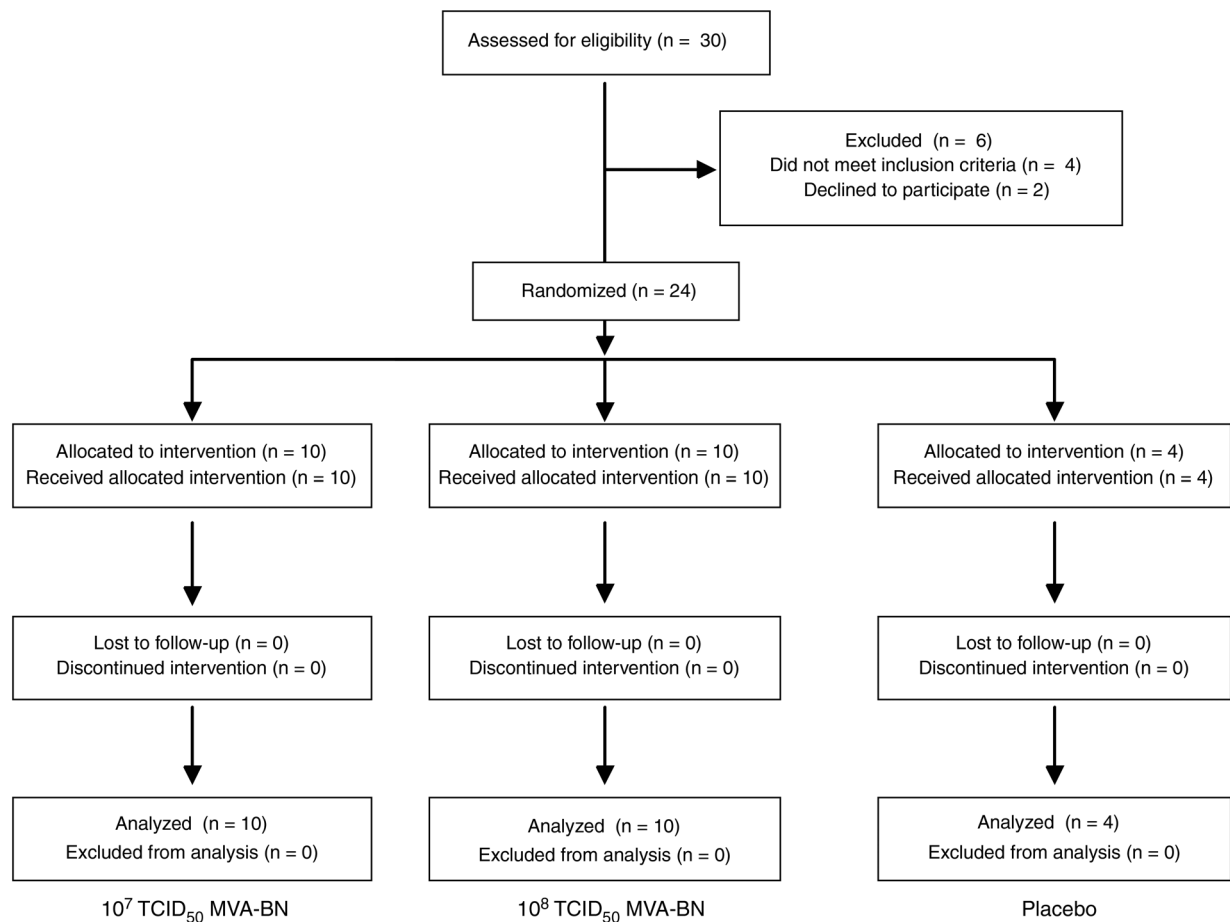 Assessed for eligibility (n = 30)
Excluded (n = 6)
Did not meet inclusion criteria (n = 4)
Declined to participate (n = 2)
Randomized (n = 24)
Allocated to intervention (n = 10)
Received allocated intervention (n = 10)
Allocated to intervention (n = 10)
Received allocated intervention (n = 10)
Allocated to intervention (n = 4)
Received allocated intervention (n = 4)
Lost to follow-up (n = 0)
Discontinued intervention (n = 0)
Lost to follow-up (n = 0)
Discontinued intervention (n = 0)
Lost to follow-up (n = 0)
Discontinued intervention (n = 0)
Analyzed (n = 10)
Excluded from analysis (n = 0)
Analyzed (n = 10)
Excluded from analysis (n = 0)
Analyzed (n = 4)
Excluded from analysis (n = 0)
10⁷ TCID₅₀ MVA-BN
10⁸ TCID₅₀ MVA-BN
Placebo